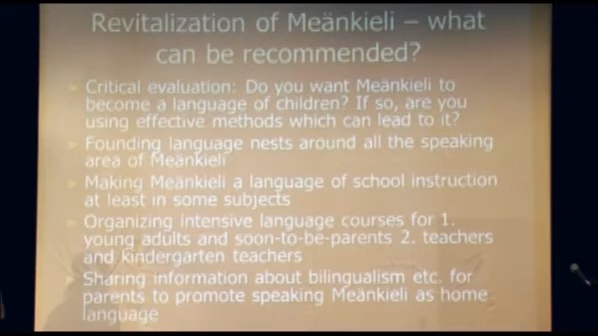 Revitalization of Meänkieli – what
can be recommended?
Critical evaluation: Do you want Meänkieli to
become a language of children? If so, are you
using effective methods which can lead to it?
Founding language nests around all the speaking
area of Meänkieli
Making Meänkieli a language of school instruction
at least in some subjects
Organizing intensive language courses for 1.
young adults and soon-to-be-parents 2. teachers
and kindergarten teachers
Sharing information about bilingualism etc. for
parents to promote speaking Meänkieli as home
language